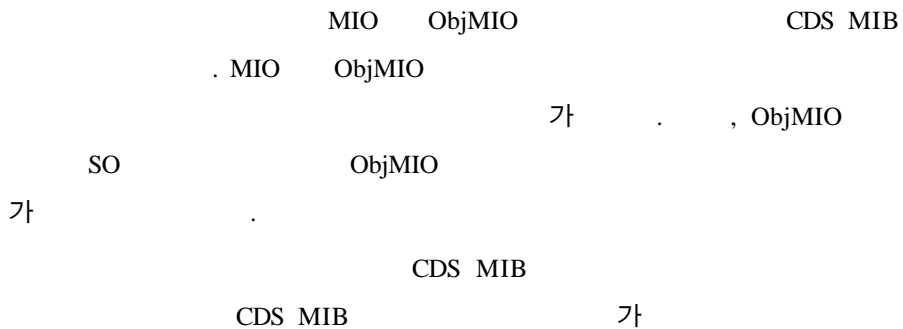 MIO ObjMIO CDS MIB
. MIO ObjMIO
가 . , ObjMIO
SO ObjMIO
가 .
CDS MIB
CDS MIB 가